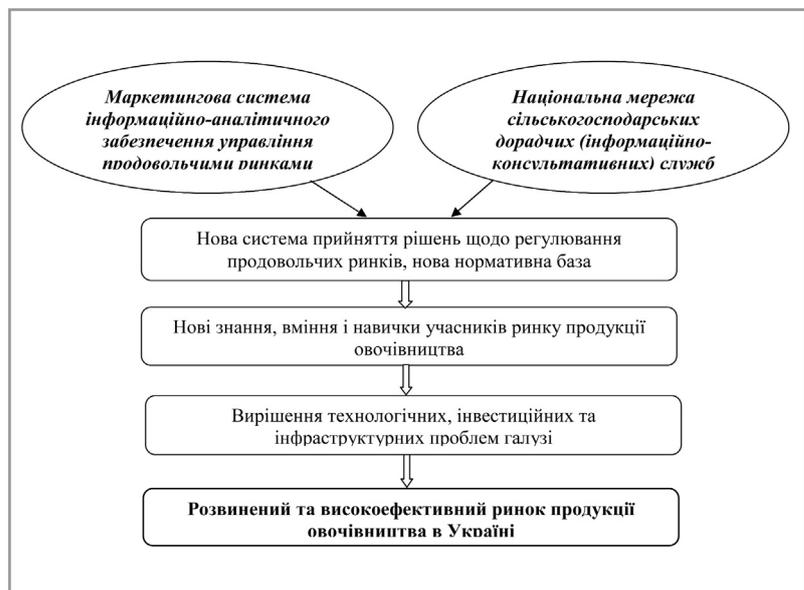 Маркетингова система
інформаційно-аналітичного
забезпечення управління
продовольчими ринками
Національна мережа
сільськогосподарських
дорадчих (інформаційно-
консультативних) служб
Нова система прийняття рішень щодо регулювання
продовольчих ринків, нова нормативна база
Нові знання, вміння і навички учасників ринку продукції
овочівництва
Вирішення технологічних, інвестиційних та
інфраструктурних проблем галузі
Розвинений та високоефективний ринок продукції
овочівництва в Україні